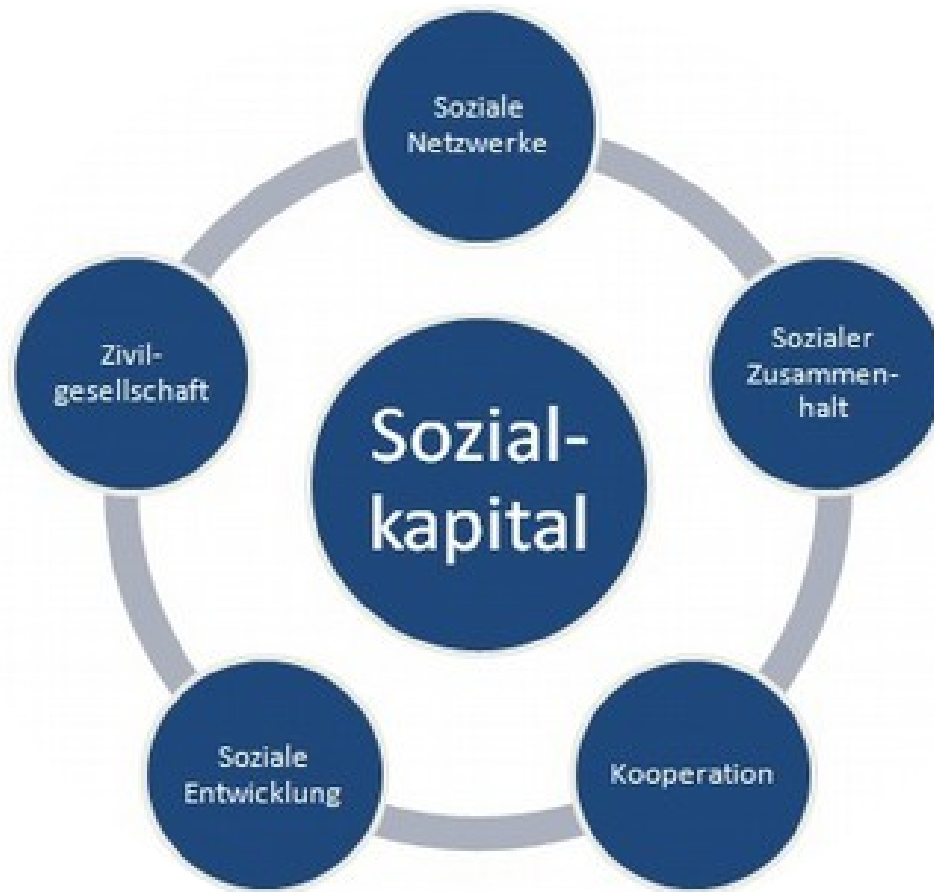 Soziale
Netzwerke
Sozialer
Zusammen-
halt
Kooperation
Soziale
Entwicklung
Zivil-
gesellschaft
Sozial-
kapital